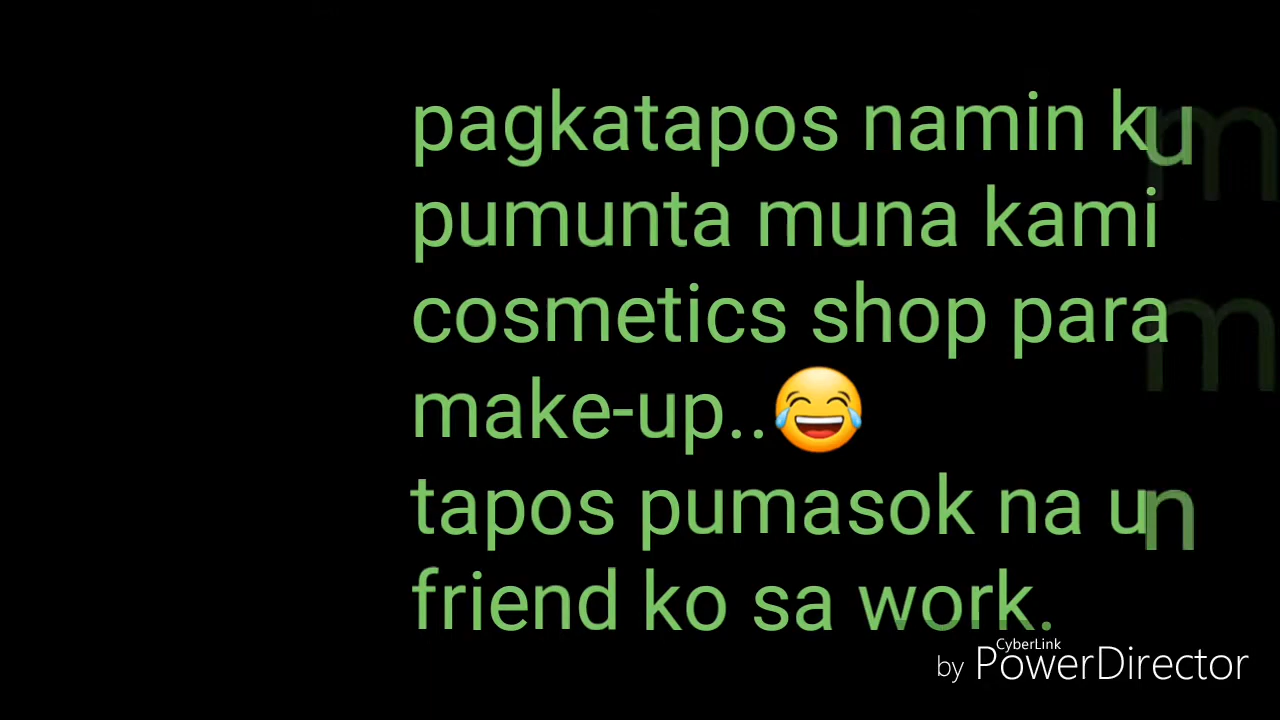 pagkatapos namin ku
pumunta muna kami
cosmetics shop para
make-up..😂
tapos pumasok na un
friend ko sa work.
CyberLink
by PowerDirector